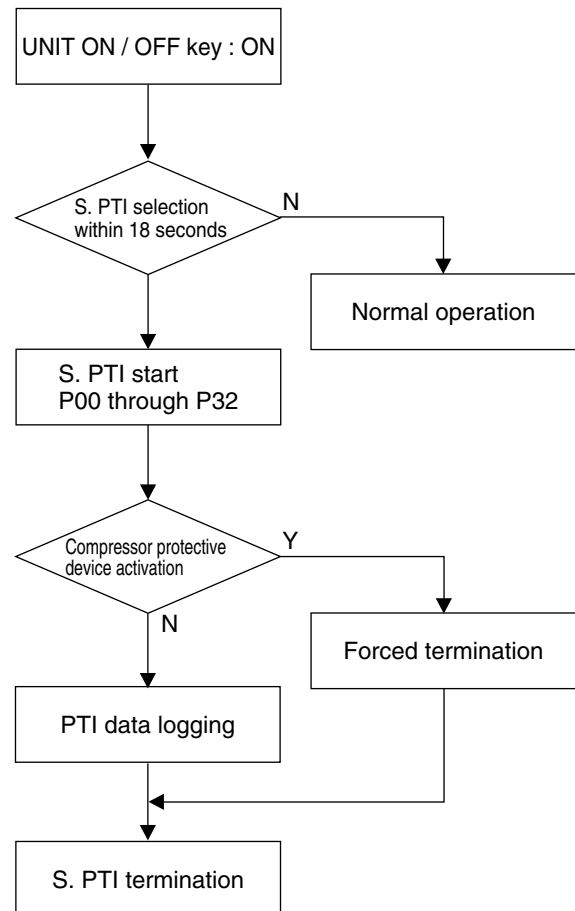 UNIT ON / OFF key : ON
S. PTI selection
within 18 seconds
N
Normal operation
S. PTI start
P00 through P32
Compressor protective
device activation
Y
N
Forced termination
PTI data logging
S. PTI termination